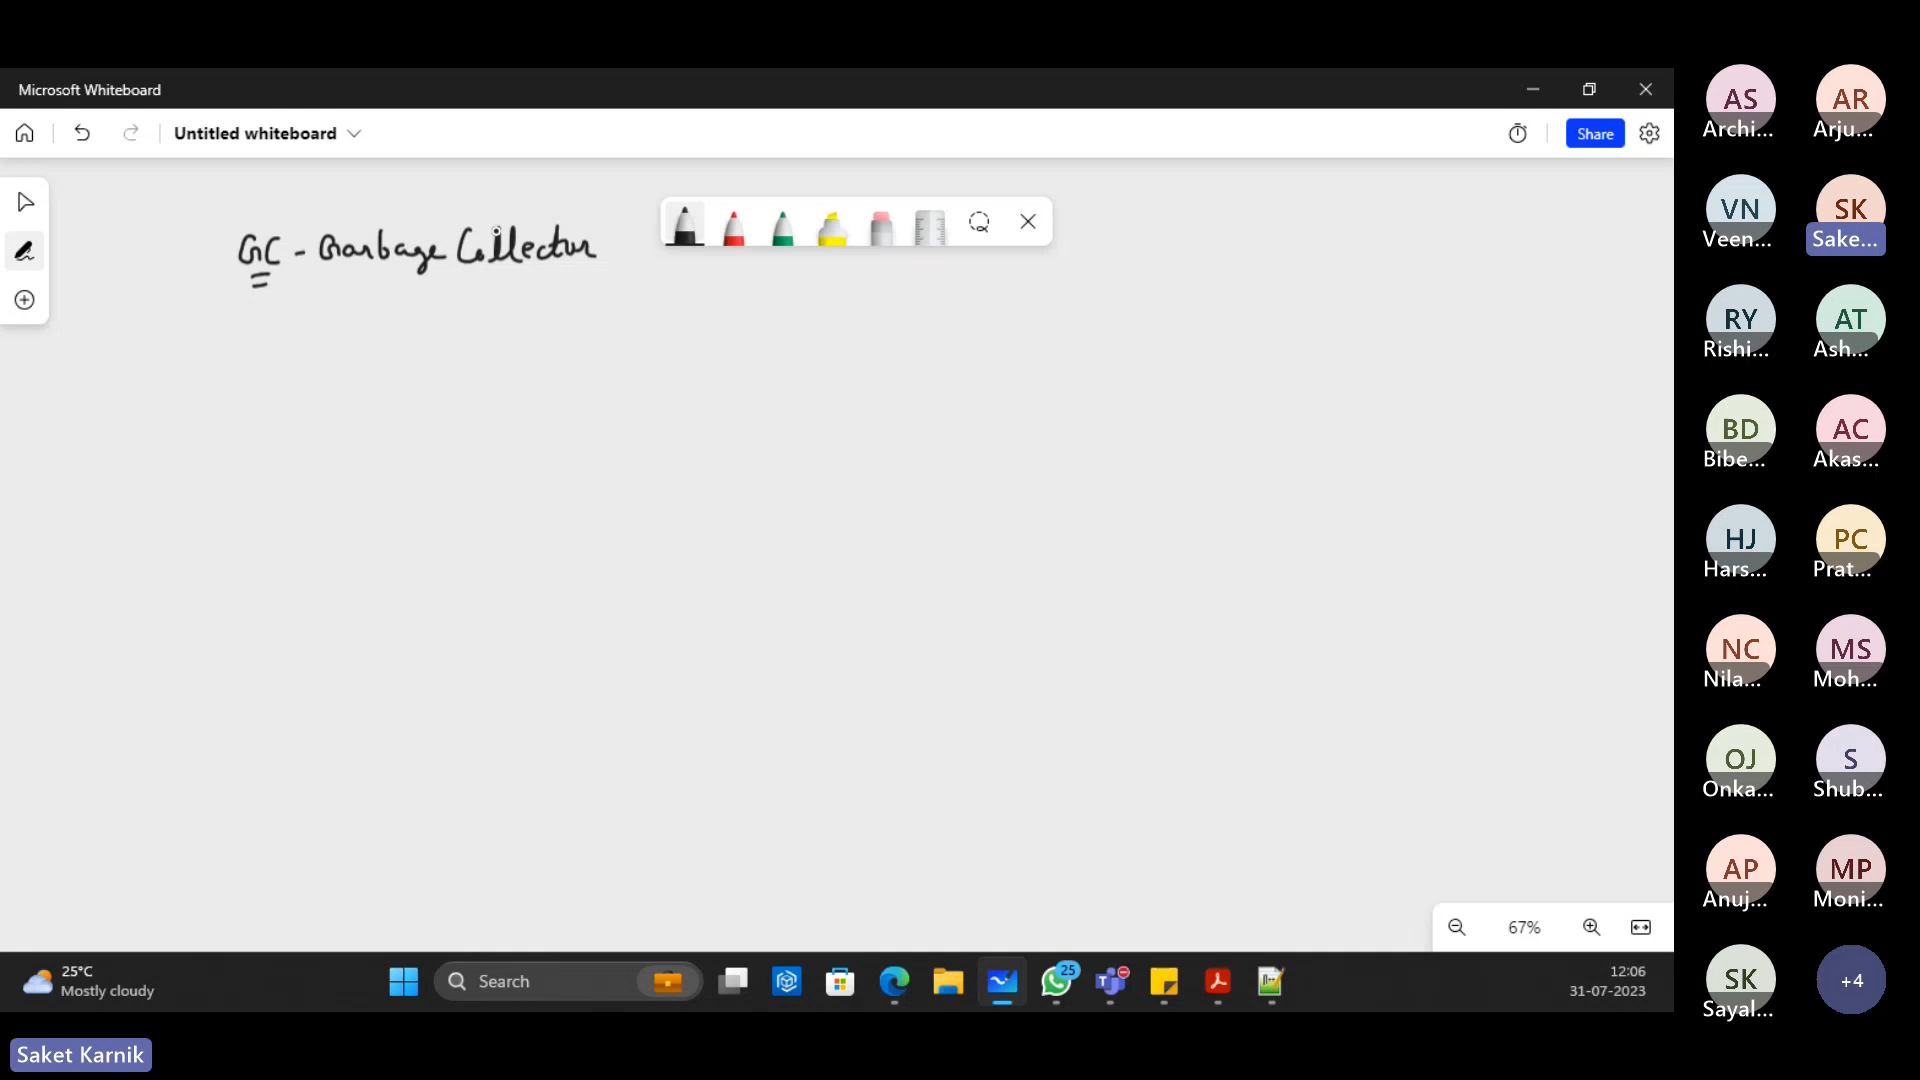 Microsoft Whiteboard
Untitled whiteboard
Share
GC - Garbage Collector
67%
25°C
Mostly cloudy
Search
25
12:06
31-07-2023
Saket Karnik
AS
Archi...
AR
Arju...
VN
Veen...
SK
Sake...
RY
Rishi...
AT
Ash...
BD
Bibe...
AC
Akas...
HJ
Hars...
PC
Prat...
NC
Nila...
MS
Moh...
OJ
Onka...
S
Shub...
AP
Anuj...
MP
Moni...
SK
Sayal...
+4